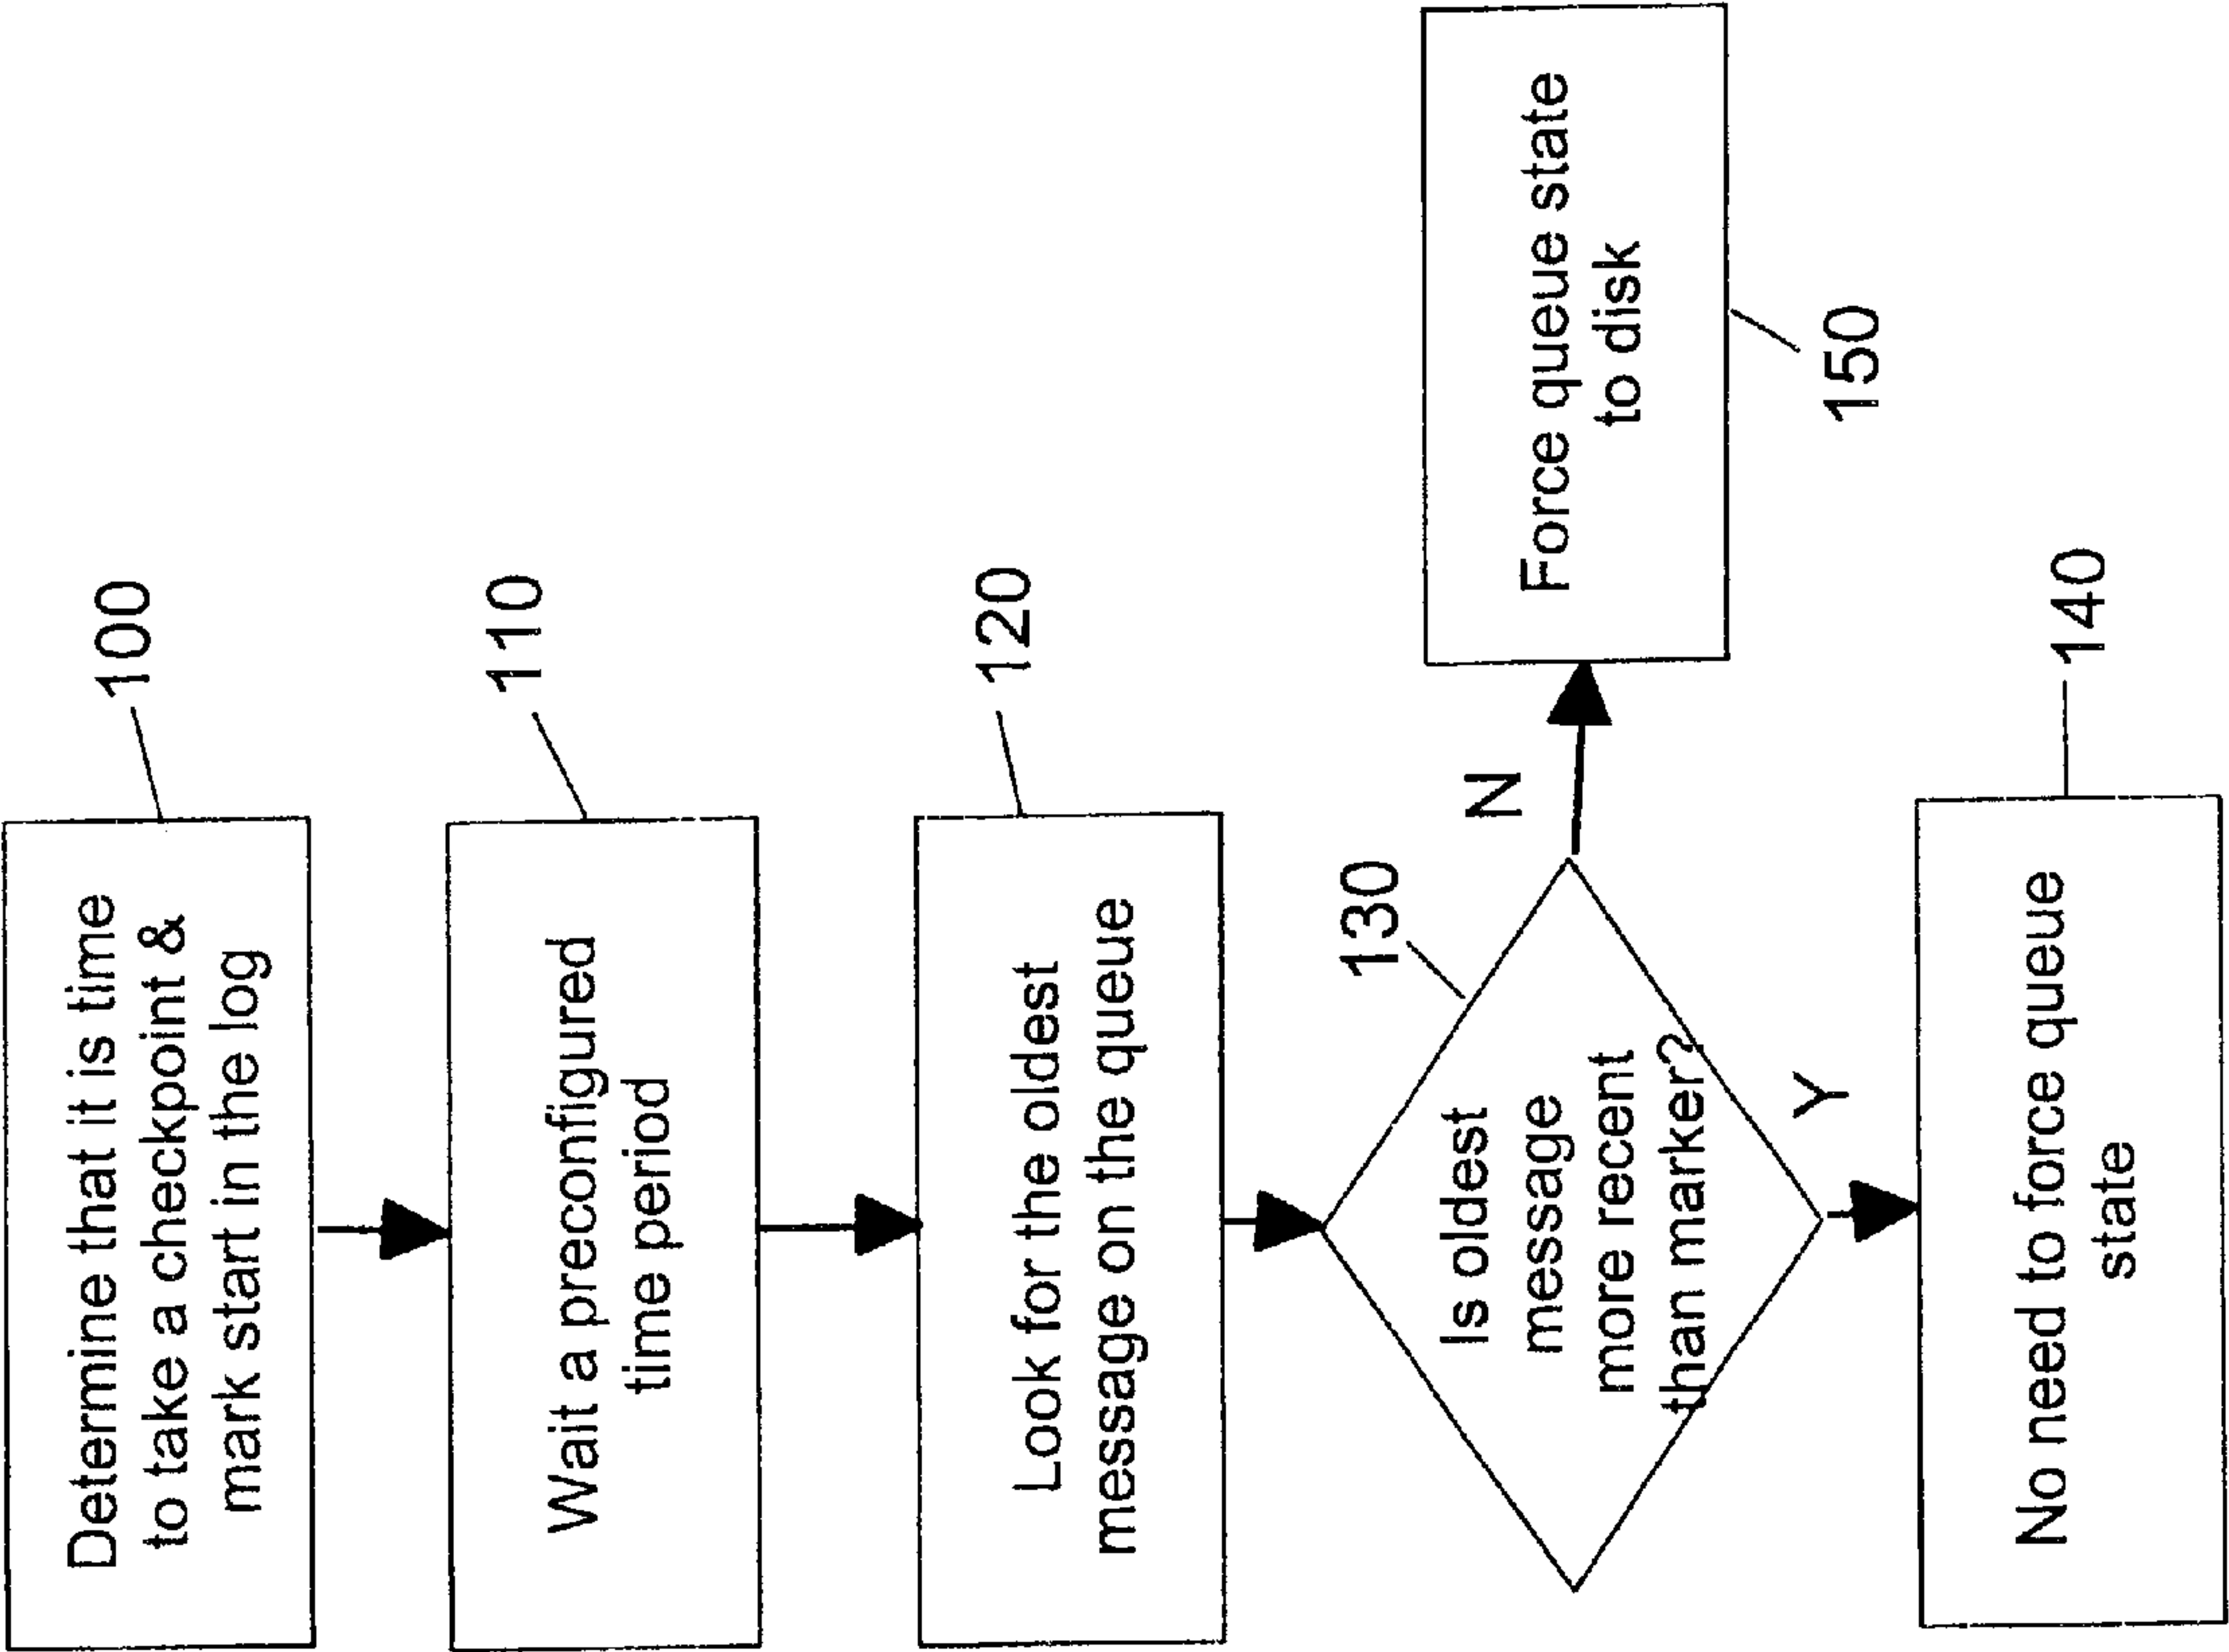 Determine that it is time
to take a checkpoint &
mark start in the log
100
Wait a preconfigured
time period
110
Look for the oldest
message on the queue
120
Is oldest
message
more recent
than marker?
130
N
Force queue state
to disk
150
Y
No need to force queue
state
140